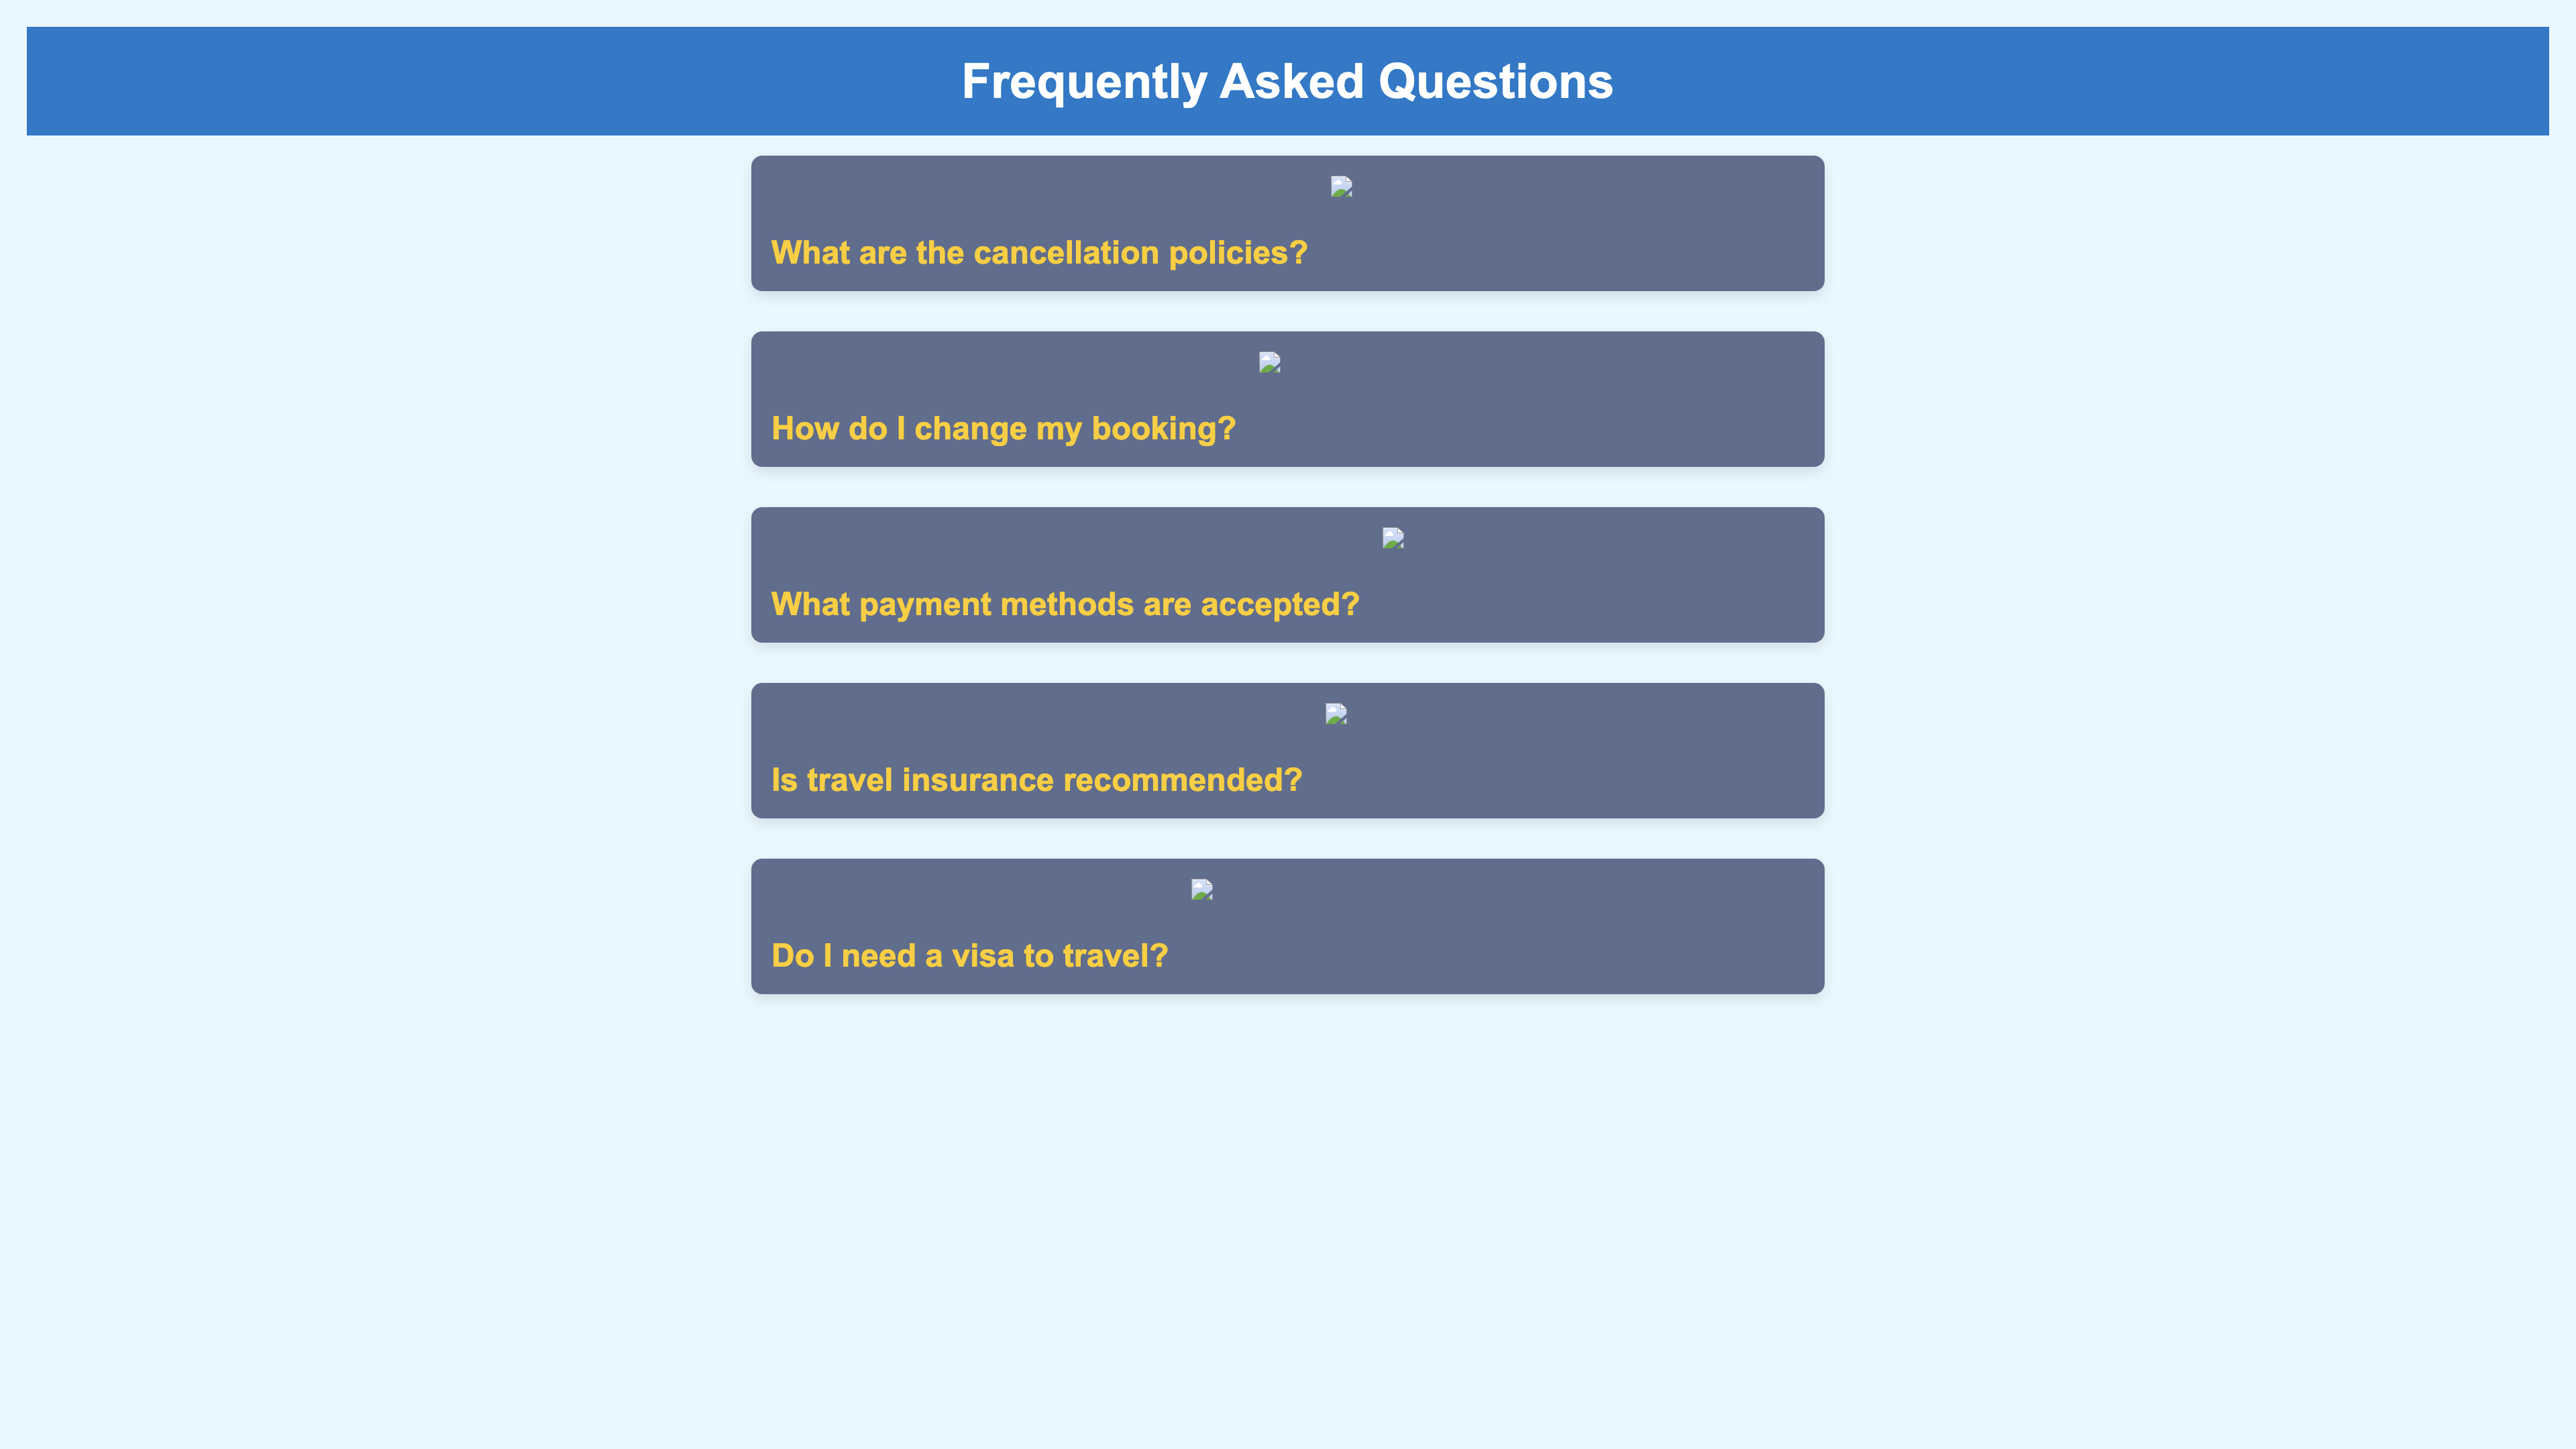 Frequently Asked Questions
What are the cancellation policies?
How do I change my booking?
What payment methods are accepted?
Is travel insurance recommended?
Do I need a visa to travel?